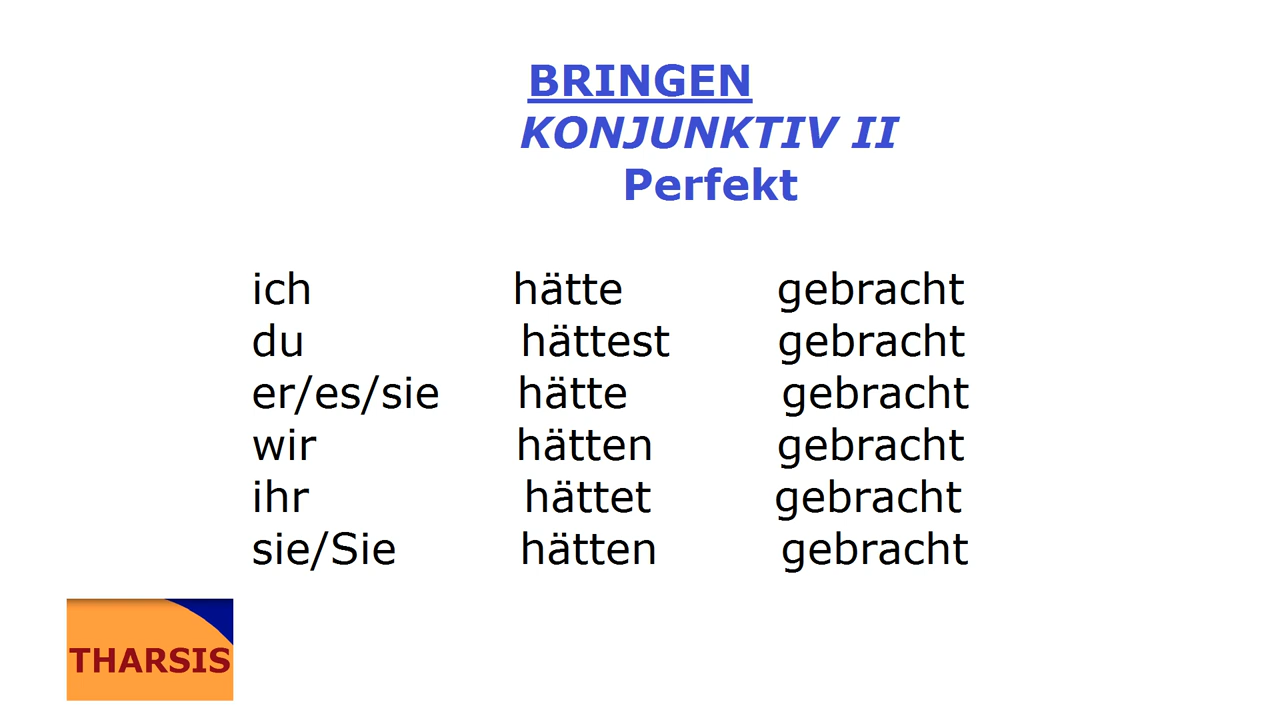 BRINGEN
KONJUNKTIV II
Perfekt
ich hätte gebracht
du hättest gebracht
er/es/sie hätte gebracht
wir hätten gebracht
ihr hättet gebracht
sie/Sie hätten gebracht
THARSIS